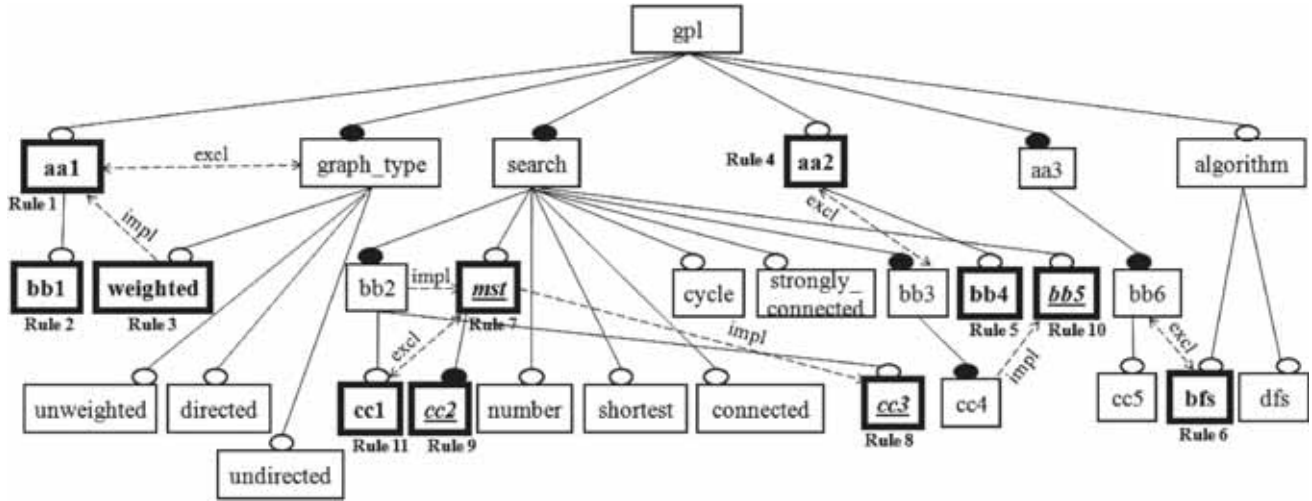 gpl
aa1
excl
graph_type
search
Rule 4
aa2
aa3
algorithm
Rule 1
impl
excl
bb1
weighted
bb2
impl
mst
cycle
strongly_
connected
bb3
bb4
bb5
bb6
Rule 2
Rule 3
Rule 7
Rule 5
Rule 10
excl
impl
impl
excl
unweighted
directed
cc1
cc2
number
shortest
connected
cc3
cc4
cc5
bfs
dfs
Rule 11
Rule 9
Rule 8
Rule 6
undirected